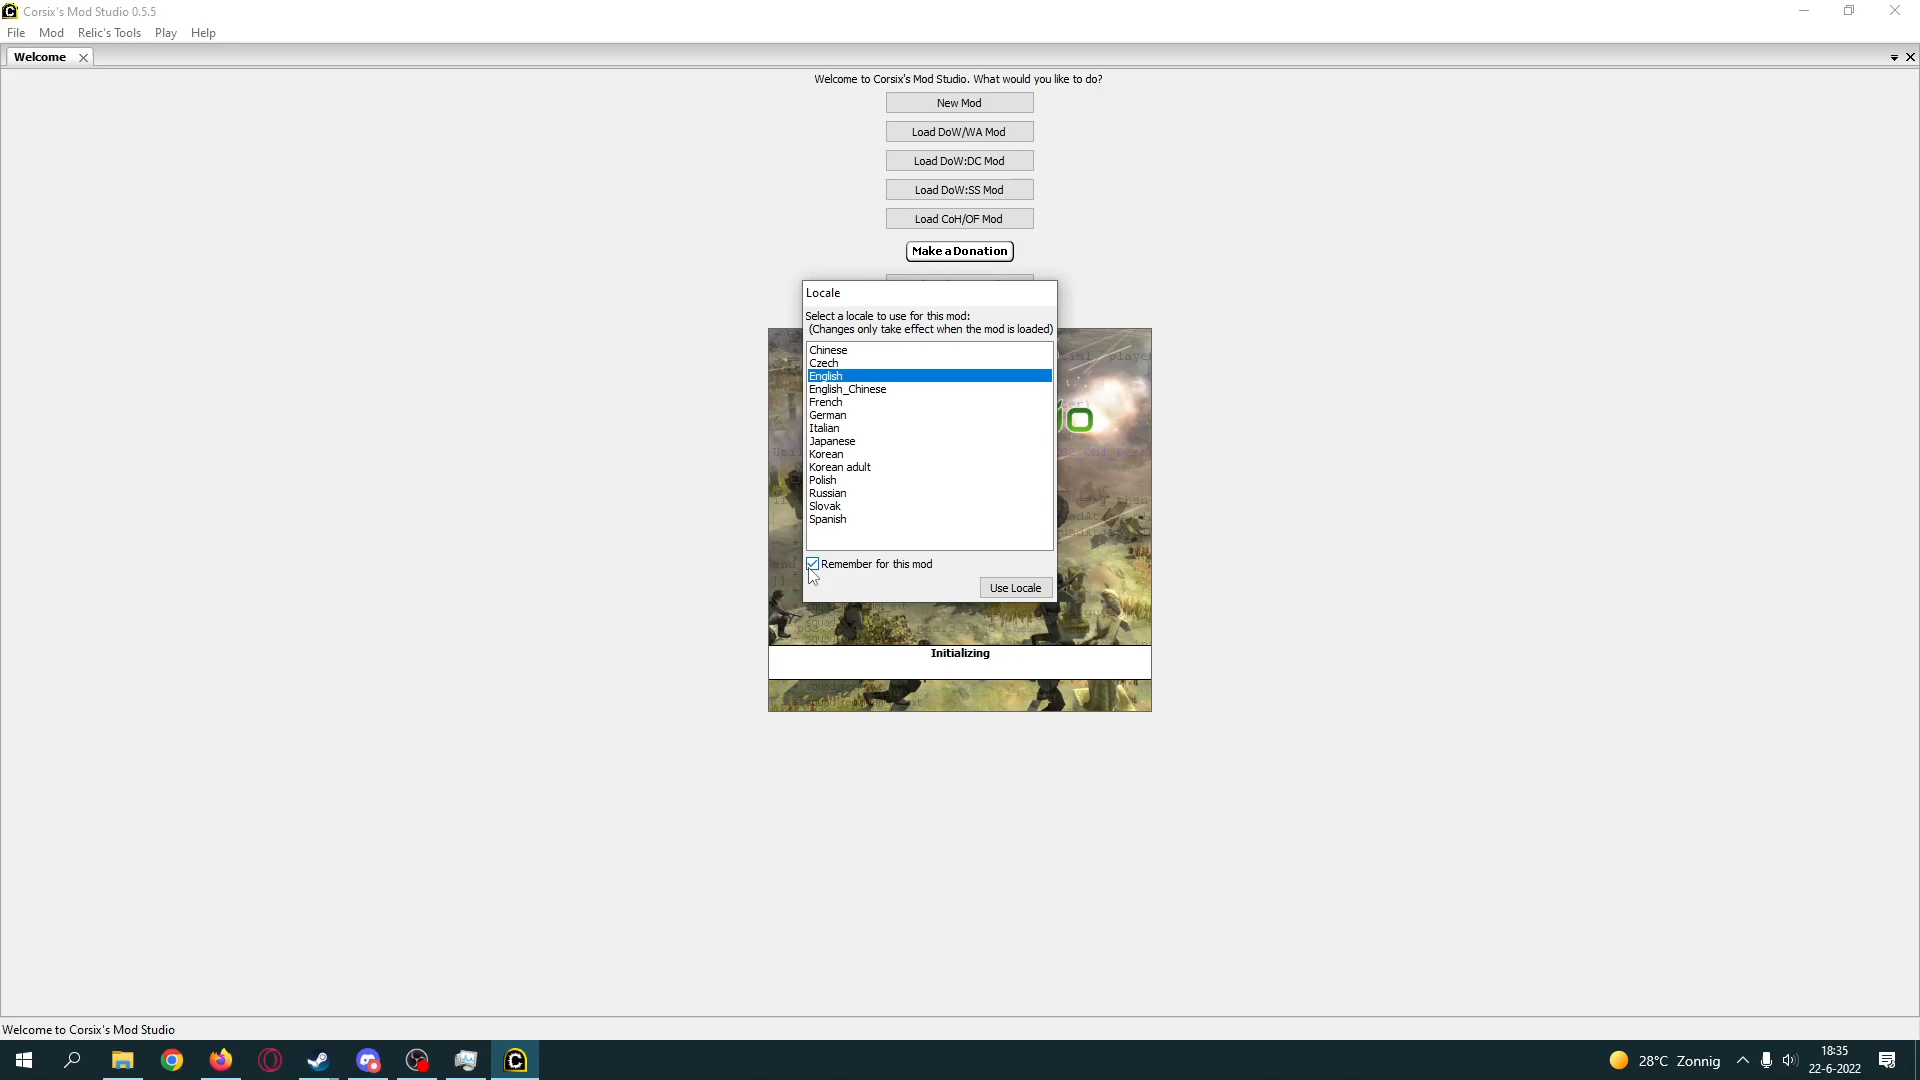 Corsix's Mod Studio 0.5.5
File Mod Relic's Tools Play Help
Welcome
Welcome to Corsix's Mod Studio. What would you like to do?
New Mod
Load DoW/WA Mod
Load DoW:DC Mod
Load DoW:SS Mod
Load CoH/OF Mod
Make a Donation
Locale
Select a locale to use for this mod:
(Changes only take effect when the mod is loaded)
Chinese
Czech
English
English_Chinese
French
German
Italian
Japanese
Korean
Korean adult
Polish
Russian
Slovak
Spanish
Remember for this mod
Use Locale
Initializing
Welcome to Corsix's Mod Studio
28°C Zonnig
18:35
22-6-2022